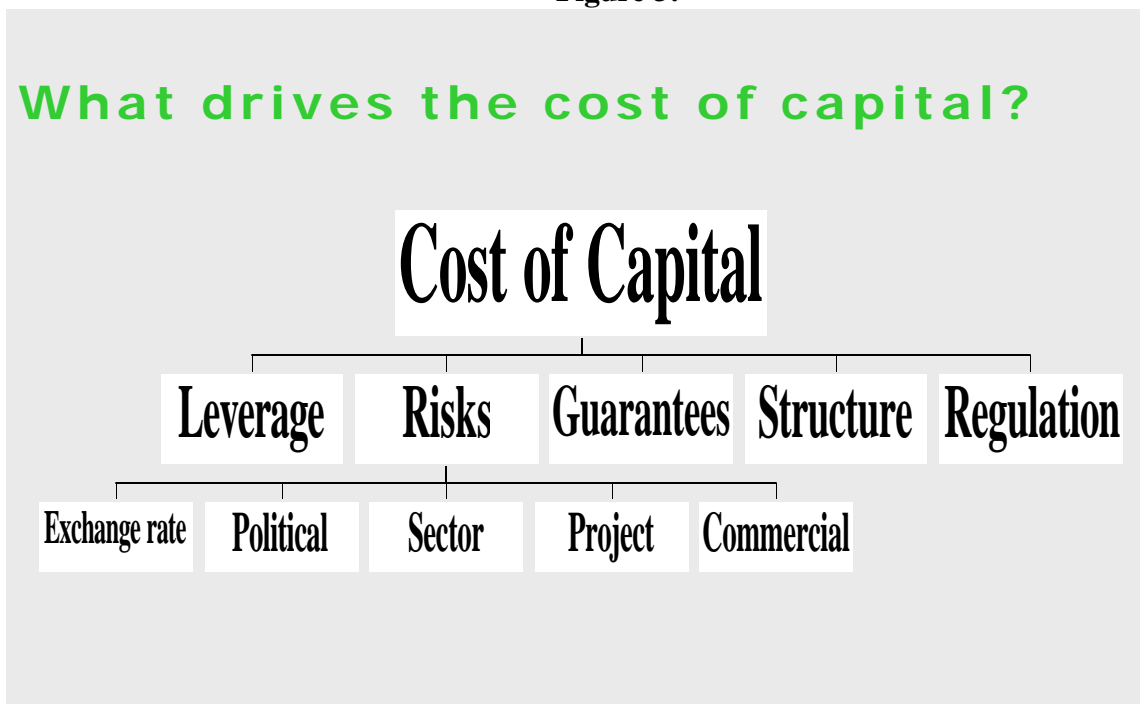 What drives the cost of capital?
Cost of Capital
Leverage Risks Guarantees Structure Regulation
Exchange rate Political Sector Project Commercial